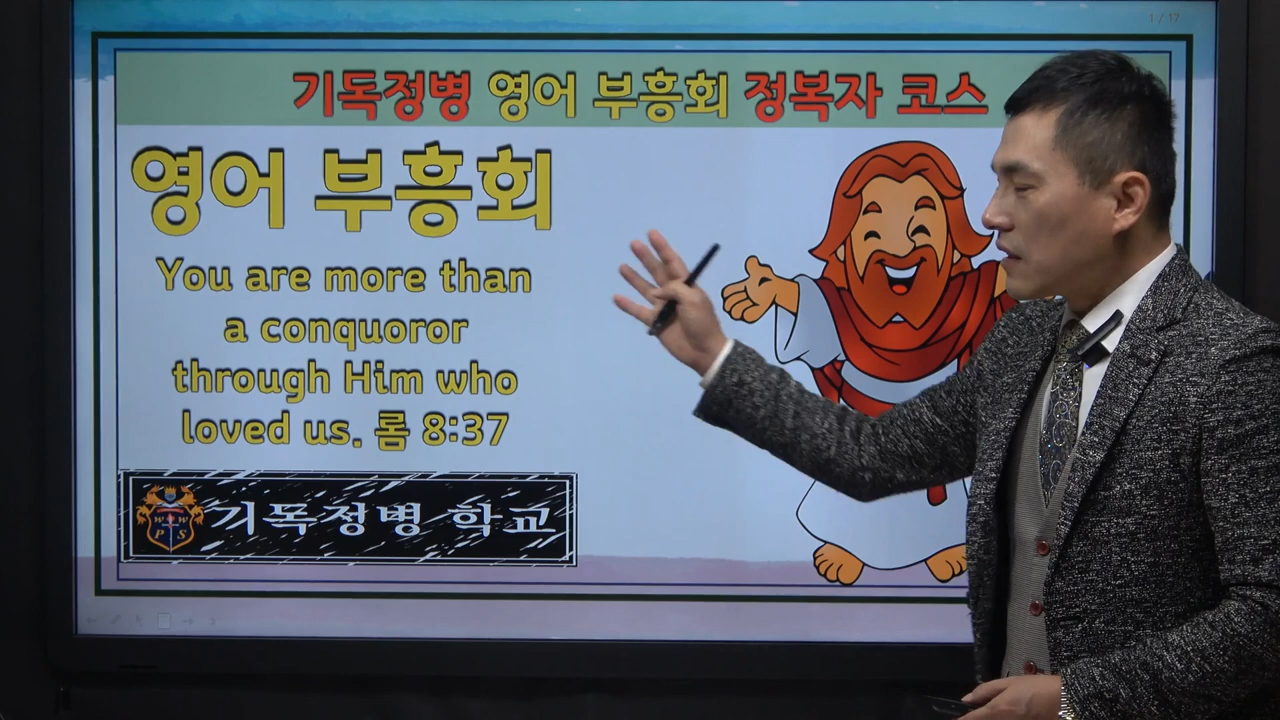 1 / 17
기독정병 영어 부흥회 정복자 코스
영어 부흥회
You are more than
a conquoror
through Him who
loved us. 롬 8:37
W W
P S
기독정병 학교